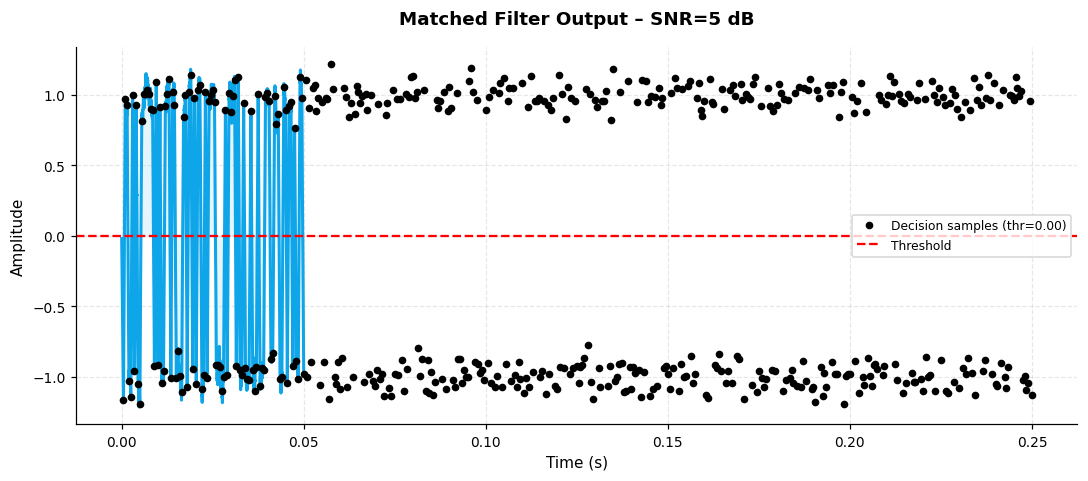 Matched Filter Output – SNR=5 dB
Amplitude
1.0
0.5
0.0
−0.5
−1.0
Decision samples (thr=0.00)
Threshold
0.00
0.05
0.10
0.15
0.20
0.25
Time (s)